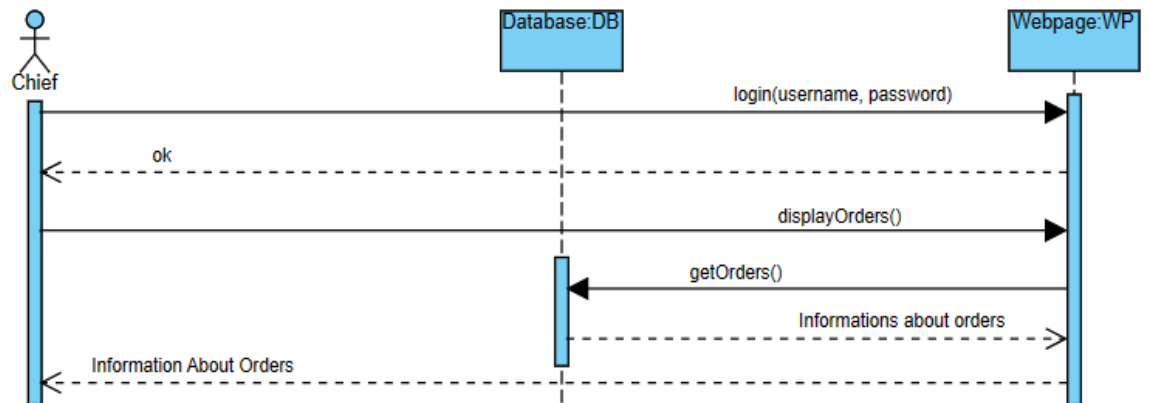 Database:DB
Webpage:WP
Chief
login(username, password)
ok
displayOrders()
getOrders()
Informations about orders
Information About Orders